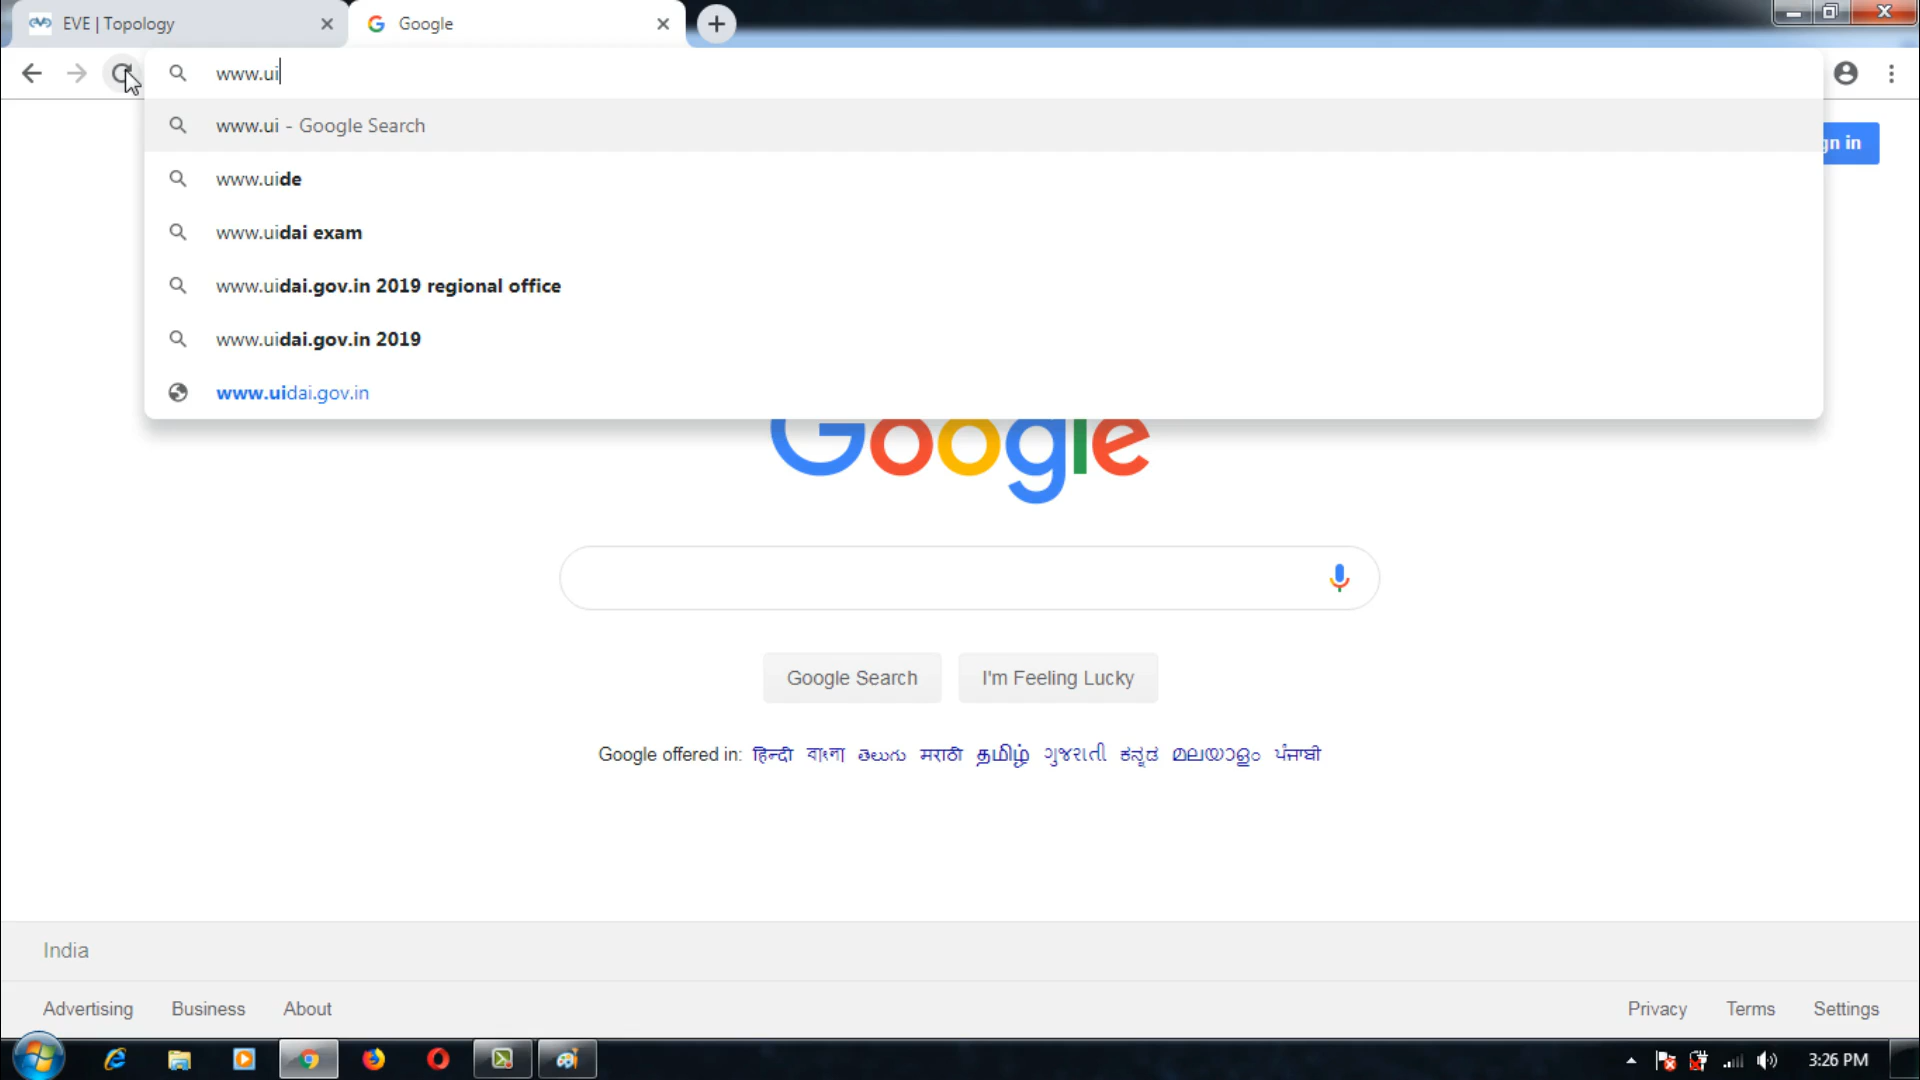 EVE | Topology
Google
www.ui
www.ui - Google Search
gn in
www.uide
www.uidai exam
www.uidai.gov.in 2019 regional office
www.uidai.gov.in 2019
www.uidai.gov.in
Google
Google Search
I'm Feeling Lucky
Google offered in: हिन्दी বাংলা తెలుగు मराठी தமிழ் ગુજરાતી ಕನ್ನಡ മലയാളം ਪੰਜਾਬੀ
India
Advertising Business About
Privacy Terms Settings
3:26 PM